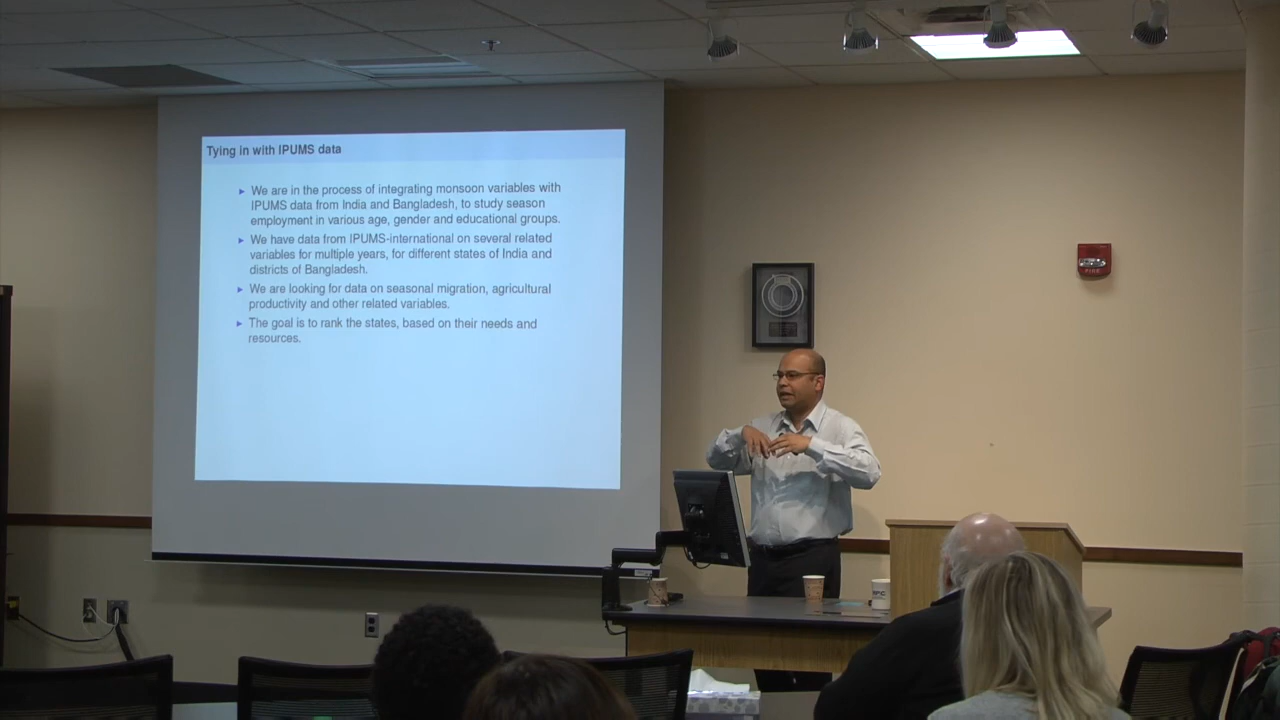 Tying in with IPUMS data
We are in the process of integrating monsoon variables with
IPUMS data from India and Bangladesh, to study season
employment in various age, gender and educational groups.
We have data from IPUMS-international on several related
variables for multiple years, for different states of India and
districts of Bangladesh.
We are looking for data on seasonal migration, agricultural
productivity and other related variables.
The goal is to rank the states, based on their needs and
resources.
FIRE